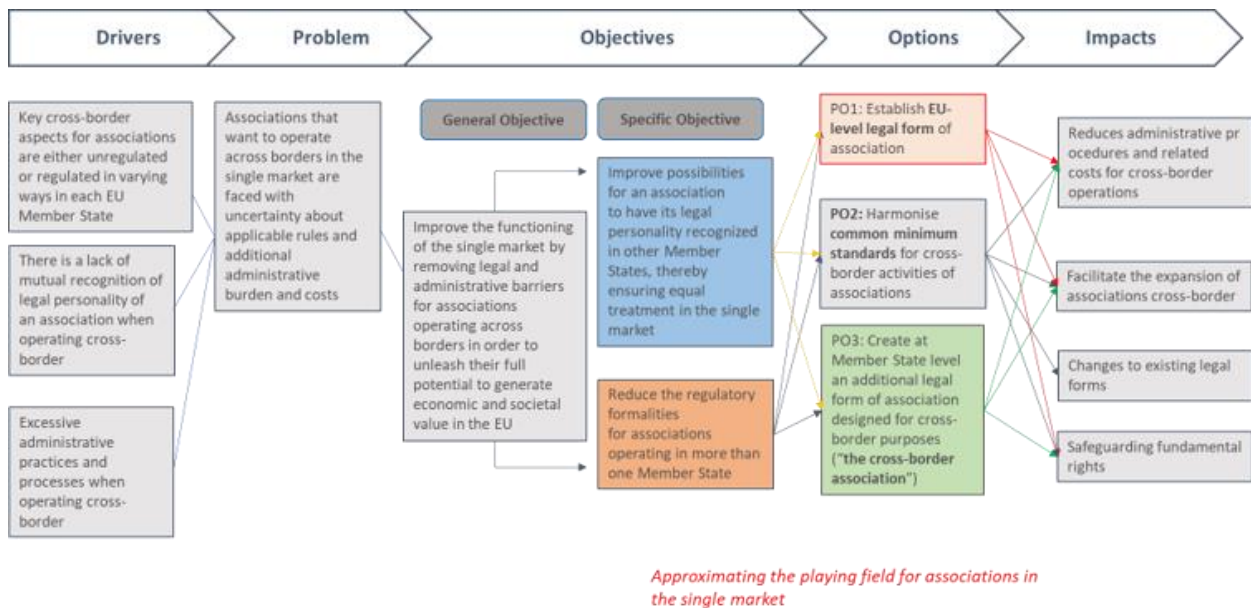 Drivers
Problem
Objectives
Options
Impacts
Key cross-border
aspects for associations
are either unregulated
or regulated in varying
ways in each EU
Member State
There is a lack of
mutual recognition of
legal personality of
an association when
operating cross-
border
Excessive
administrative
practices and
processes when
operating cross-
border
Associations that
want to operate
across borders in the
single market are
faced with
uncertainty about
applicable rules and
additional
administrative
burden and costs
General Objective
Improve the functioning
of the single market by
removing legal and
administrative barriers
for associations
operating across
borders in order to
unleash their full
potential to generate
economic and societal
value in the EU
Specific Objective
Improve possibilities
for an association
to have its legal
personality recognized
in other Member
States, thereby
ensuring equal
treatment in the single
market
Reduce the regulatory
formalities
for associations
operating in more than
one Member State
PO1: Establish EU-
level legal form of
association
PO2: Harmonise
common minimum
standards for cross-
border activities of
associations
PO3: Create at
Member State level
an additional legal
form of association
designed for cross-
border purposes
("the cross-border
association")
Reduces administrative pr
ocedures and related
costs for cross-border
operations
Facilitate the expansion of
associations cross-border
Changes to existing legal
forms
Safeguarding fundamental
rights
Approximating the playing field for associations in
the single market